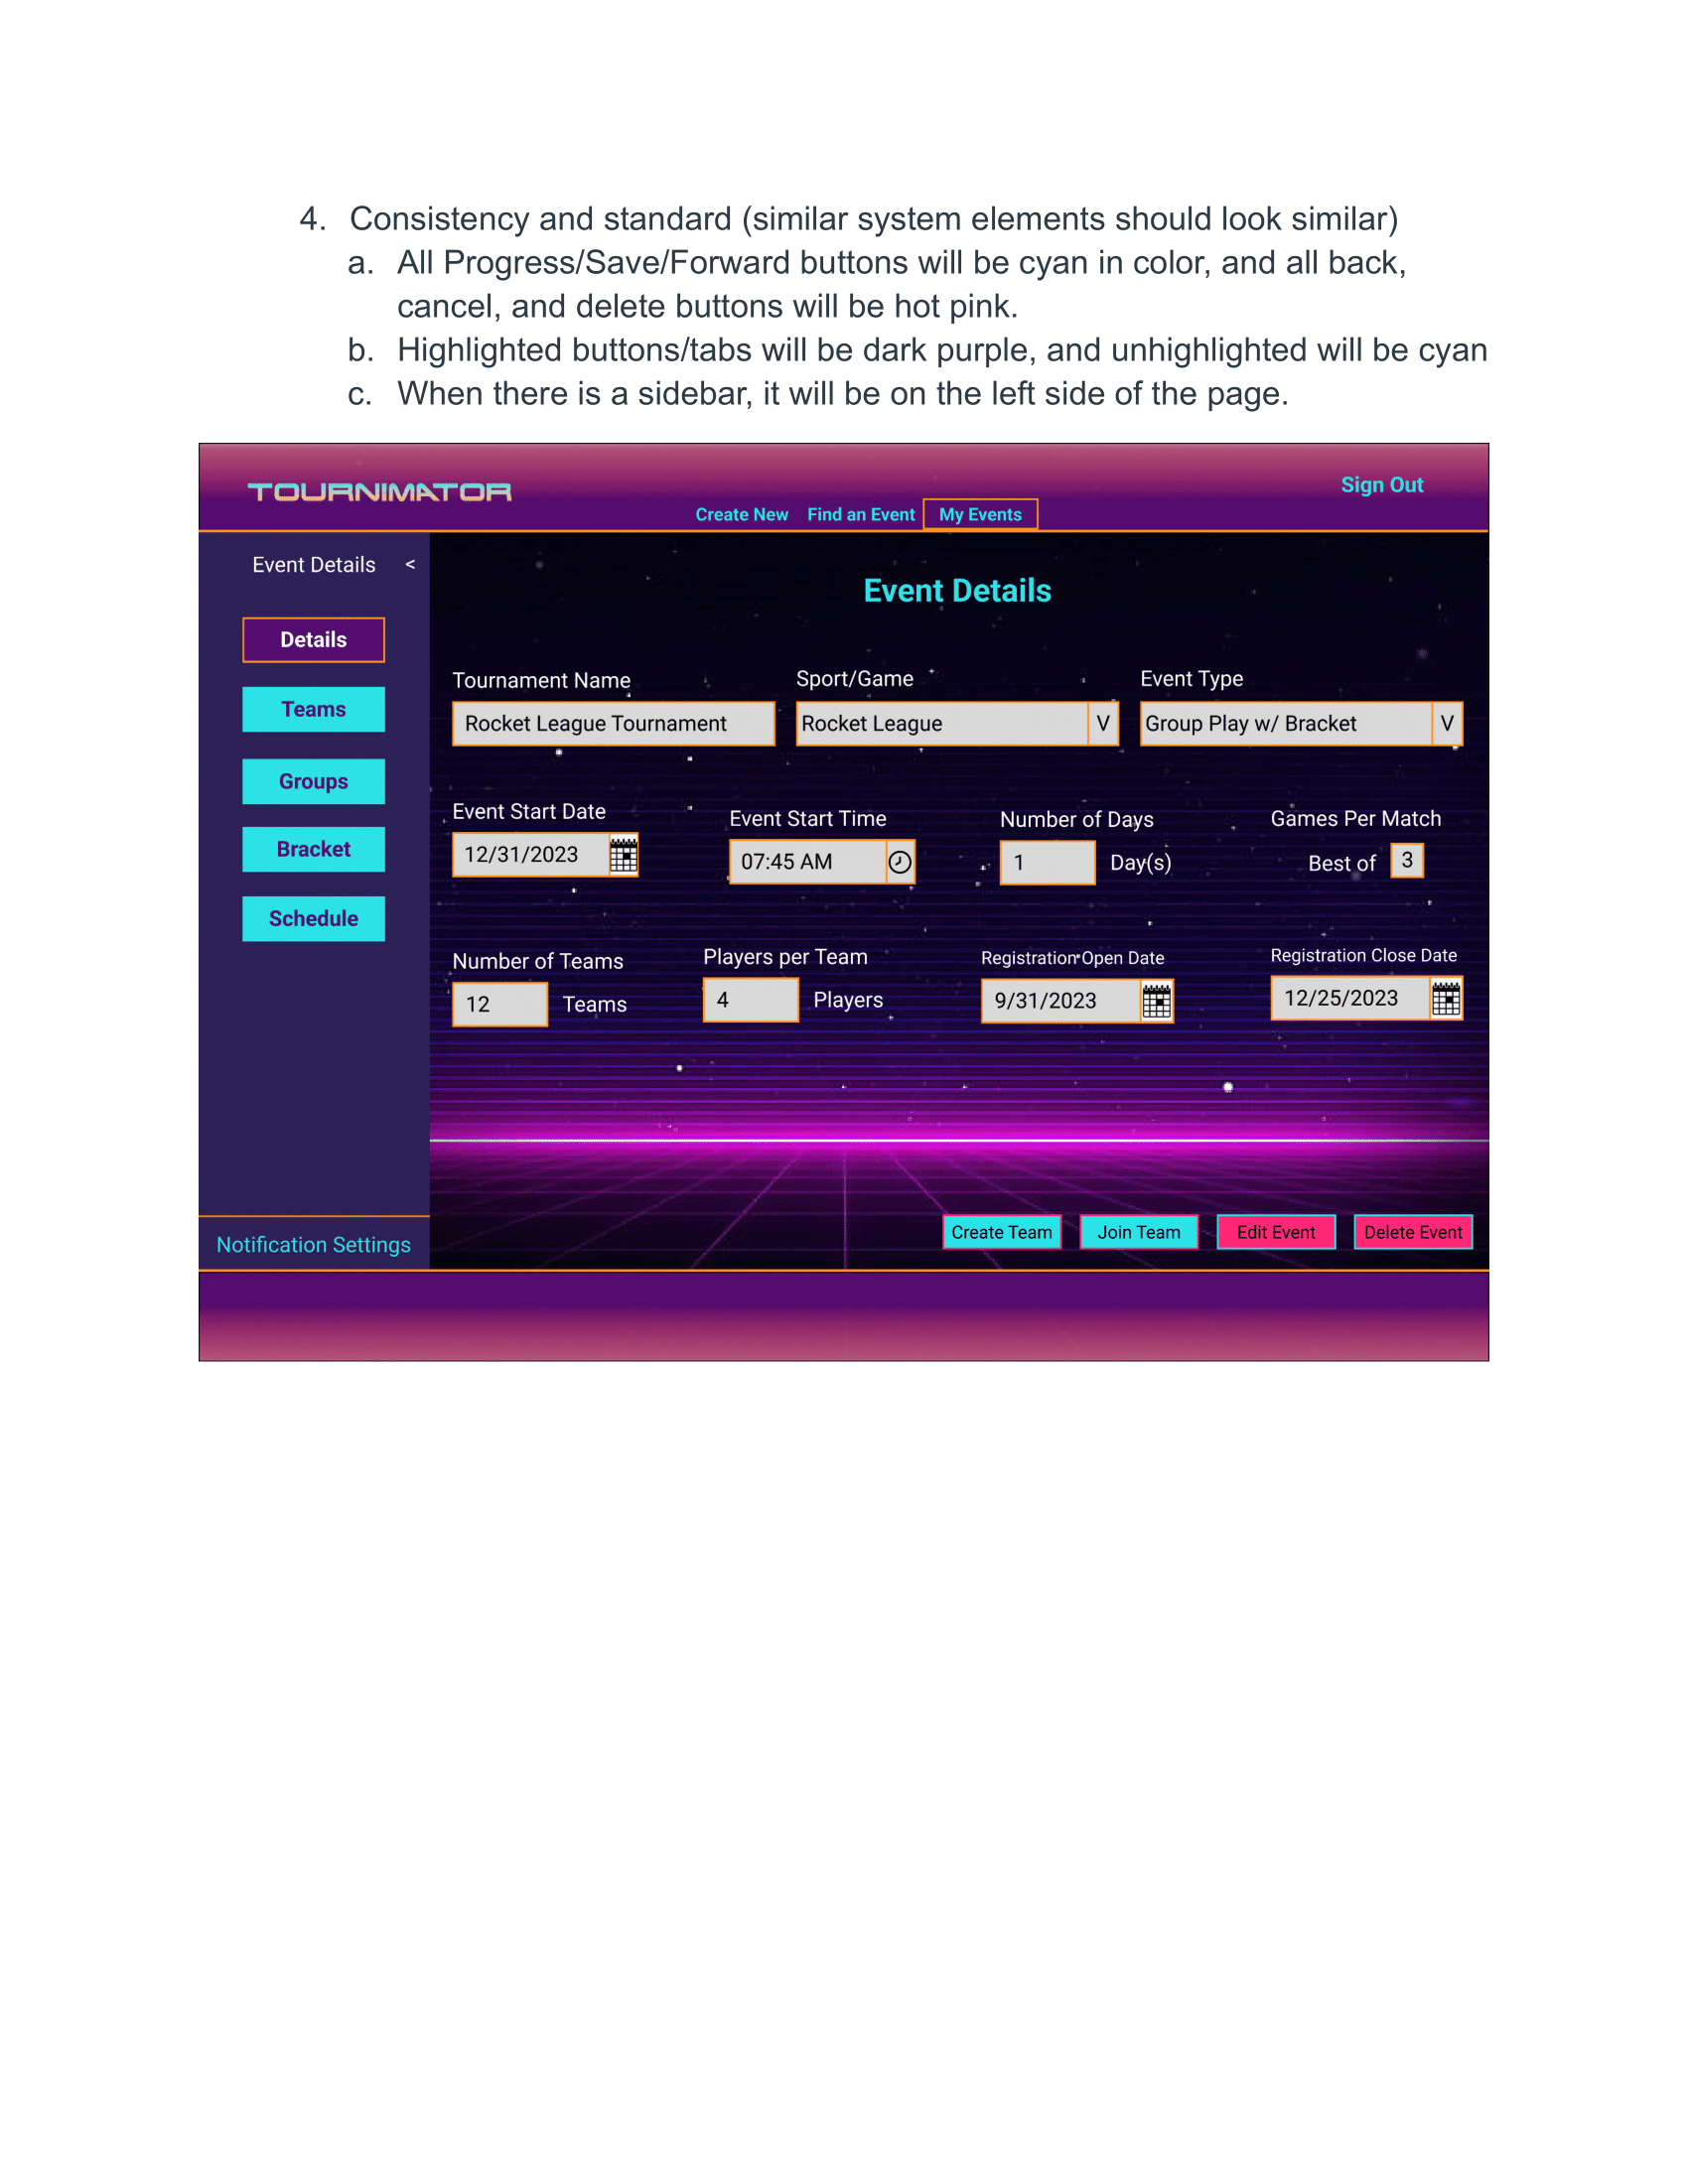 4. Consistency and standard (similar system elements should look similar)
a. All Progress/Save/Forward buttons will be cyan in color, and all back,
cancel, and delete buttons will be hot pink.
b. Highlighted buttons/tabs will be dark purple, and unhighlighted will be cyan
c. When there is a sidebar, it will be on the left side of the page.
TOURNIMATOR
Sign Out
Create New Find an Event My Events
Event Details <
Details
Teams
Groups
Bracket
Schedule
Notification Settings
Event Details
Tournament Name Sport/Game Event Type
Rocket League Tournament Rocket League V Group Play w/ Bracket V
Event Start Date Event Start Time Number of Days Games Per Match
12/31/2023 07:45 AM 1 Day(s) Best of 3
Number of Teams Players per Team Registration Open Date Registration Close Date
12 Teams 4 Players 9/31/2023 12/25/2023
Create Team Join Team Edit Event Delete Event